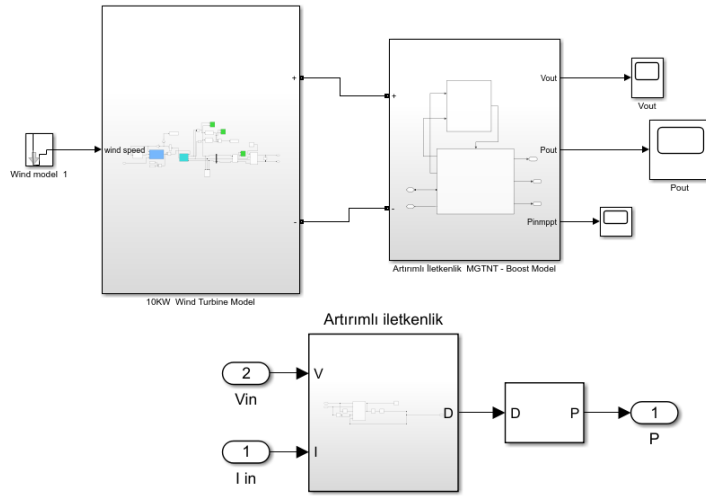 +
+
Vout
Vout
wind speed
Pout
Pout
Wind model 1
-
-
Pinmppt
Artırımlı İletkenlik MGTNT - Boost Model
10KW Wind Turbine Model
Artırımlı iletkenlik
2
V
Vin
D
D
P
1
P
1
I
I in